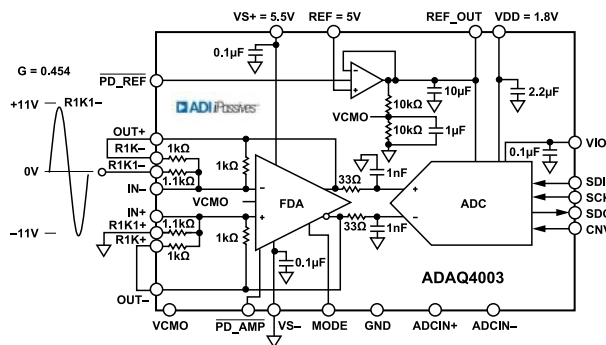 VS+ = 5.5V
REF = 5V
REF_OUT
VDD = 1.8V
G = 0.454
PD_REF
0.1µF
10kΩ
10µF
2.2µF
+11V
R1K1–
ADI iPassives
VCMO
10kΩ
1µF
OUT+
R1K–
1kΩ
0.1µF
VIO
0V
R1K1–
1.1kΩ
1kΩ
33Ω
1nF
SDI
IN–
VCMO
FDA
ADC
SCK
IN+
SDO
R1K1+
1.1kΩ
1kΩ
33Ω
1nF
CNV
–11V
R1K+
1kΩ
0.1µF
OUT–
ADAQ4003
VCMO
PD_AMP
VS–
MODE
GND
ADCIN+
ADCIN–